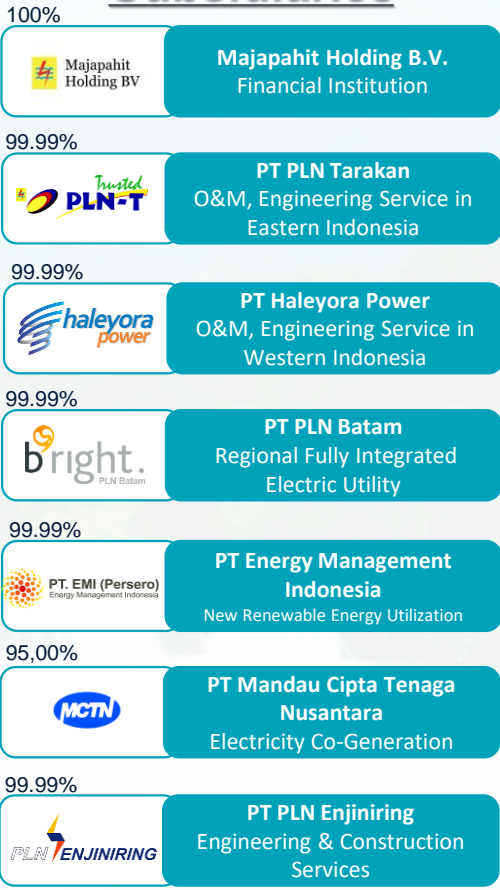 Subsidiaries
100%
Majapahit
Holding BV
Majapahit Holding B.V.
Financial Institution
99.99%
Trusted
PLN-T
PT PLN Tarakan
O&M, Engineering Service in
Eastern Indonesia
99.99%
haleyora
power
PT Haleyora Power
O&M, Engineering Service in
Western Indonesia
99.99%
b'right.
PLN Batam
PT PLN Batam
Regional Fully Integrated
Electric Utility
99.99%
PT. EMI (Persero)
Energy Management Indonesia
PT Energy Management
Indonesia
New Renewable Energy Utilization
95,00%
MCTN
PT Mandau Cipta Tenaga
Nusantara
Electricity Co-Generation
99.99%
PLN ENJINIRING
PT PLN Enjiniring
Engineering & Construction
Services